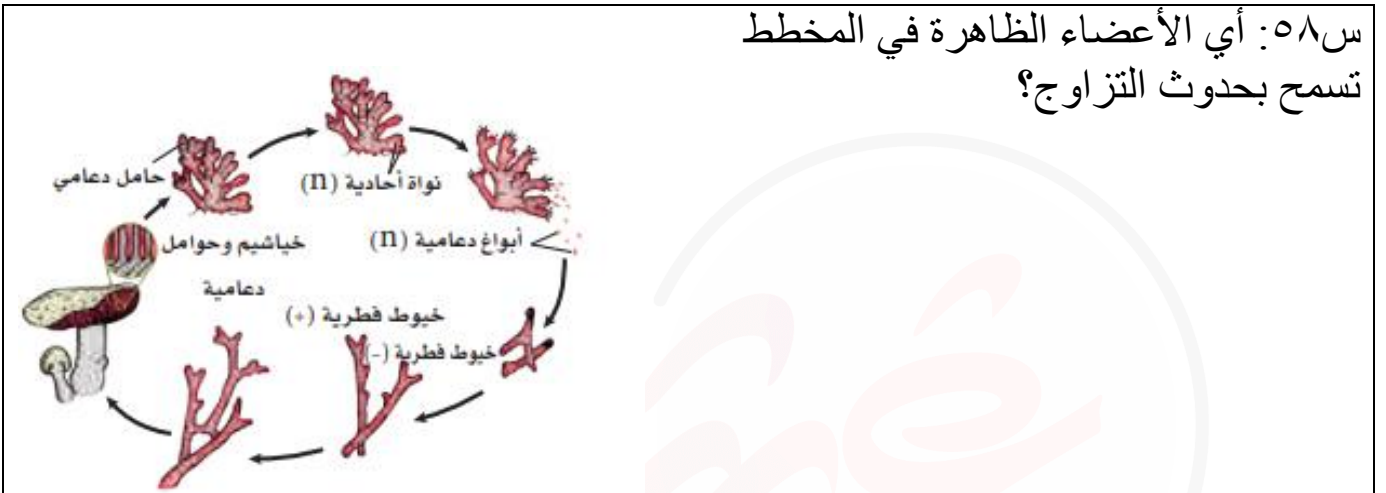 س٥٨: أي الأعضاء الظاهرة في المخطط
تسمح بحدوث التزاوج؟
حامل دعامي
نواة أحادية (n)
خياشيم وحوامل
دعامية
أبواغ دعامية (n)
خيوط فطرية (+)
خيوط فطرية (-)